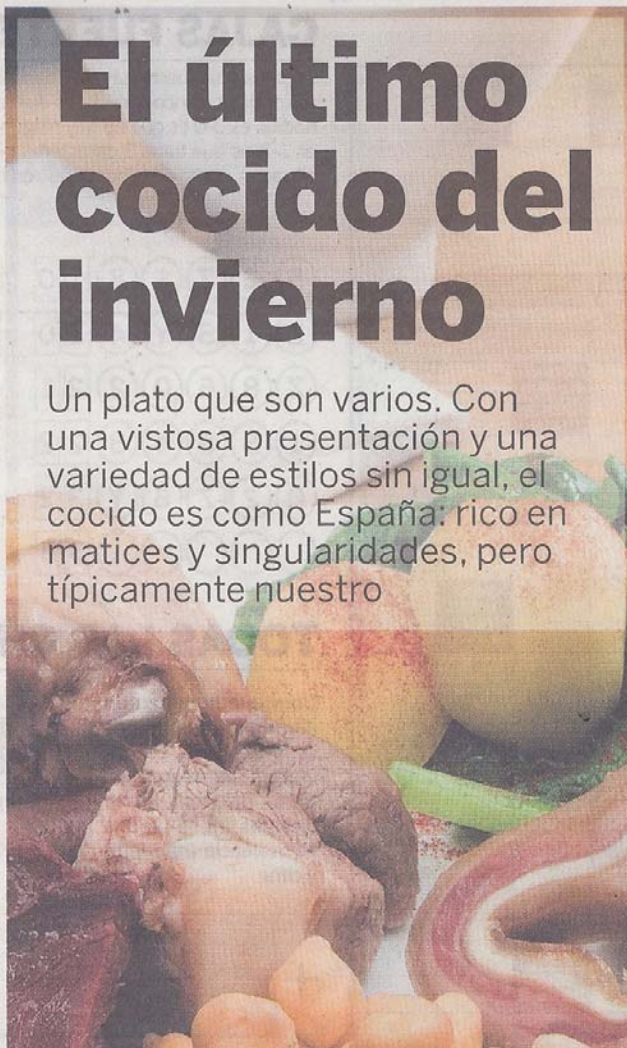 El último
cocido del
invierno
Un plato que son varios. Con
una vistosa presentación y una
variedad de estilos sin igual, el
cocido es como España: rico en
matices y singularidades, pero
típicamente nuestro